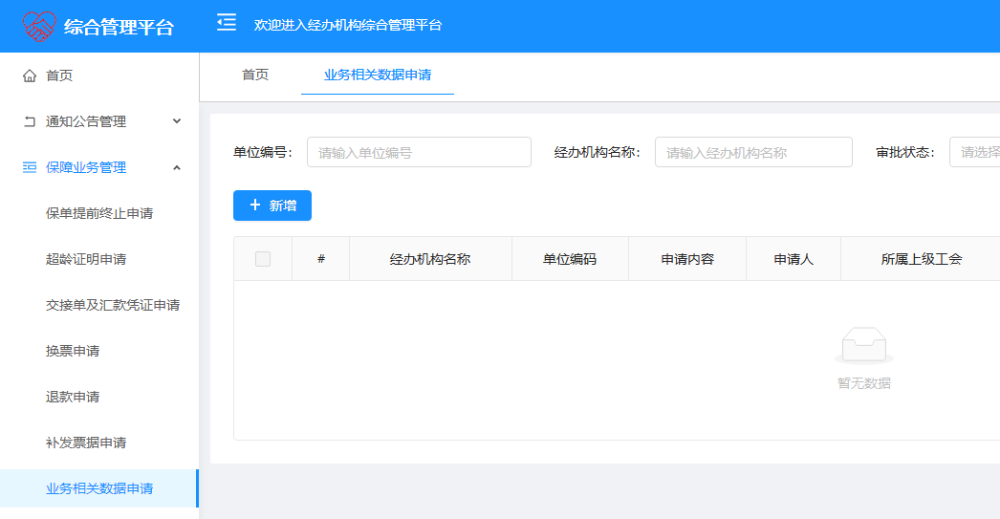 综合管理平台
欢迎进入经办机构综合管理平台
首页
通知公告管理
保障业务管理
保单提前终止申请
超龄证明申请
交接单及汇款凭证申请
换票申请
退款申请
补发票据申请
业务相关数据申请
首页 业务相关数据申请
单位编号： 请输入单位编号 经办机构名称： 请输入经办机构名称 审批状态： 请选择
+ 新增
# 经办机构名称 单位编码 申请内容 申请人 所属上级工会
暂无数据